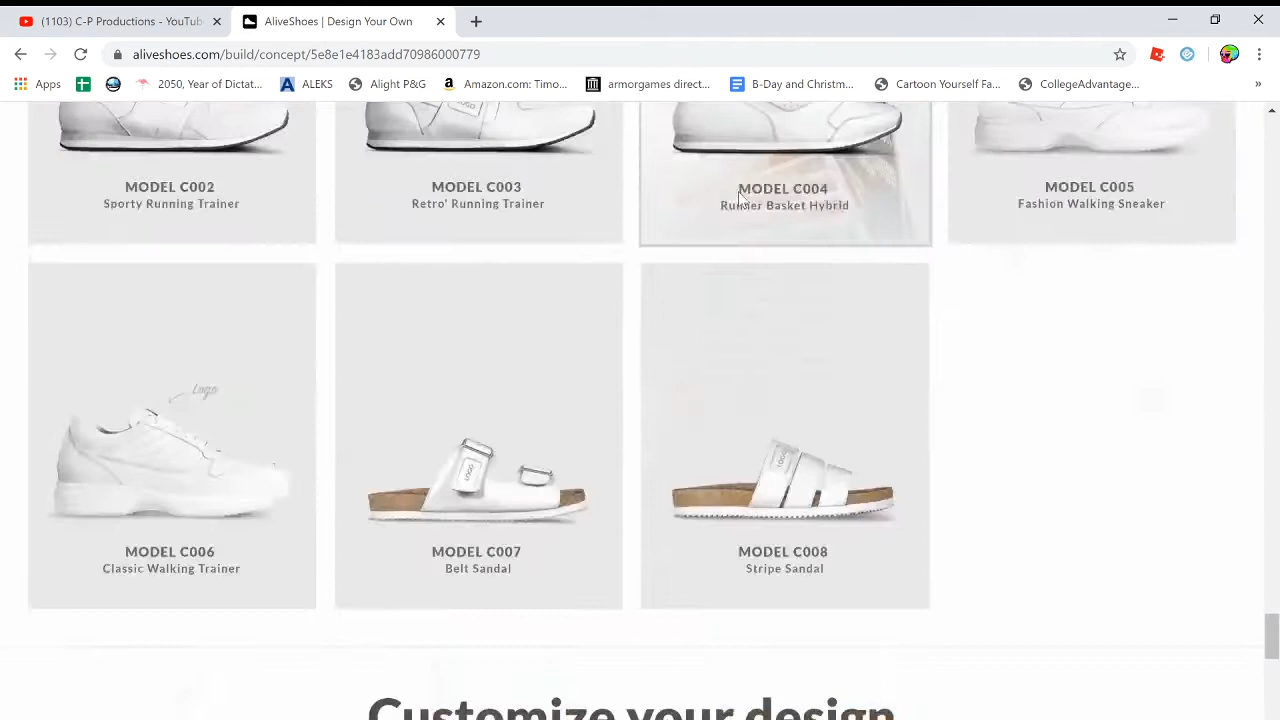 (1103) C-P Productions - YouTub
AliveShoes | Design Your Own
aliveshoes.com/build/concept/5e8e1e4183add70986000779
Apps
2050, Year of Dictat...
ALEKS
Alight P&G
Amazon.com: Timo...
armorgames direct...
B-Day and Christm...
Cartoon Yourself Fa...
CollegeAdvantage...
»
MODEL C002
Sporty Running Trainer
MODEL C003
Retro' Running Trainer
MODEL C004
Runner Basket Hybrid
MODEL C005
Fashion Walking Sneaker
Logo
MODEL C006
Classic Walking Trainer
LOGO
MODEL C007
Belt Sandal
LOGO
MODEL C008
Stripe Sandal
Customize your design